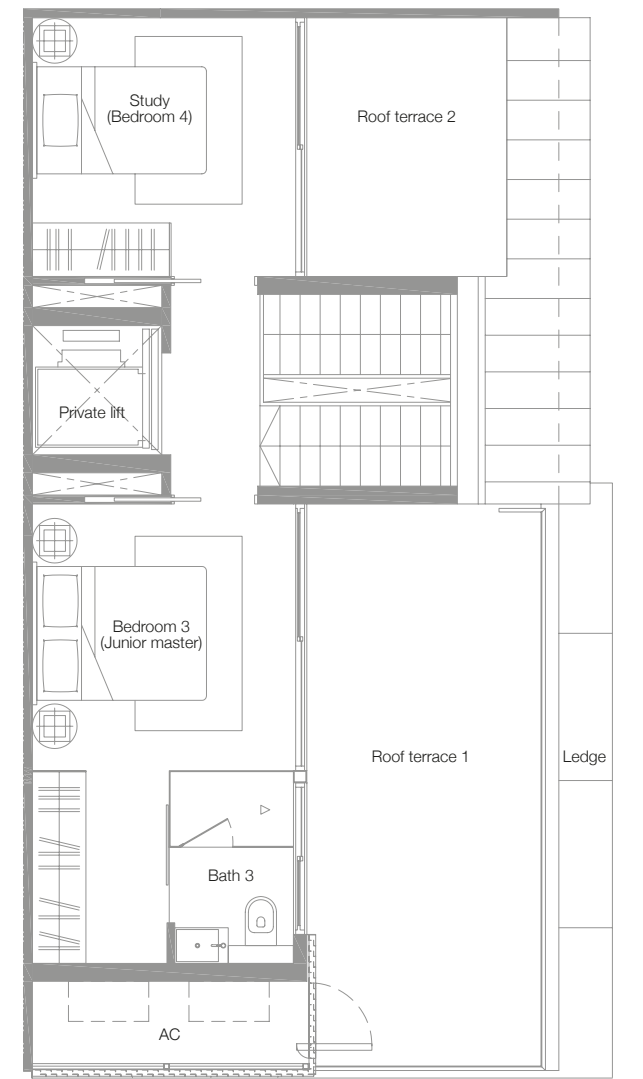 Study
(Bedroom 4)
Roof terrace 2
Private lift
Bedroom 3
(Junior master)
Roof terrace 1
Ledge
Bath 3
AC